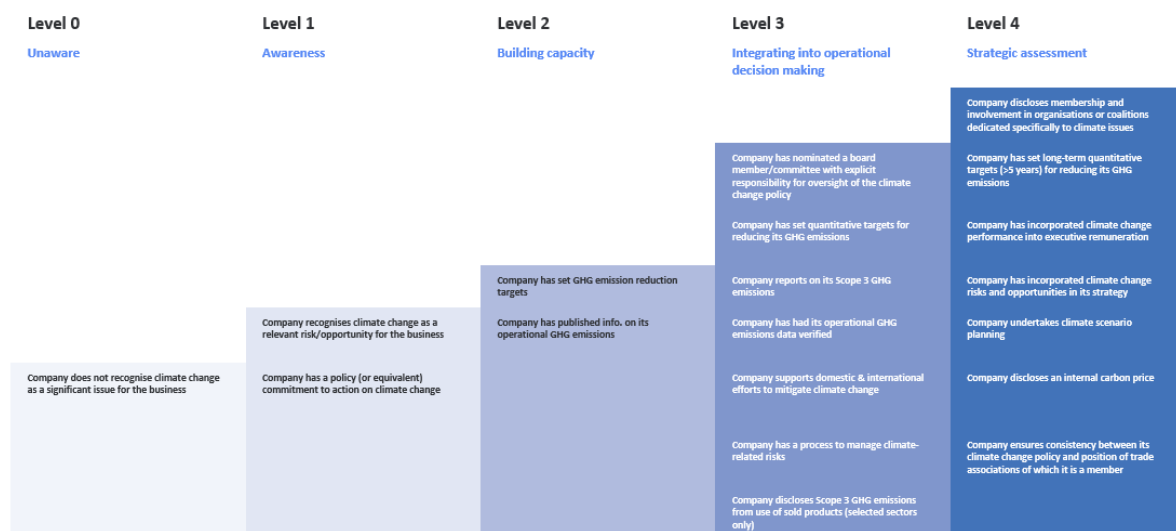 Level 0
Unaware
Company does not recognise climate change
as a significant issue for the business
Level 1
Awareness
Company recognises climate change as a
relevant risk/opportunity for the business
Company has a policy (or equivalent)
commitment to action on climate change
Level 2
Building capacity
Company has set GHG emission reduction
targets
Company has published info. on its
operational GHG emissions
Level 3
Integrating into operational
decision making
Company has nominated a board
member/committee with explicit
responsibility for oversight of the climate
change policy
Company has set quantitative targets for
reducing its GHG emissions
Company reports on its Scope 3 GHG
emissions
Company has had its operational GHG
emissions data verified
Company supports domestic & international
efforts to mitigate climate change
Company has a process to manage climate-
related risks
Company discloses Scope 3 GHG emissions
from use of sold products (selected sectors
only)
Level 4
Strategic assessment
Company discloses membership and
involvement in organisations or coalitions
dedicated specifically to climate issues
Company has set long-term quantitative
targets (>5 years) for reducing its GHG
emissions
Company has incorporated climate change
performance into executive remuneration
Company has incorporated climate change
risks and opportunities in its strategy
Company undertakes climate scenario
planning
Company discloses an internal carbon price
Company ensures consistency between its
climate change policy and position of trade
associations of which it is a member